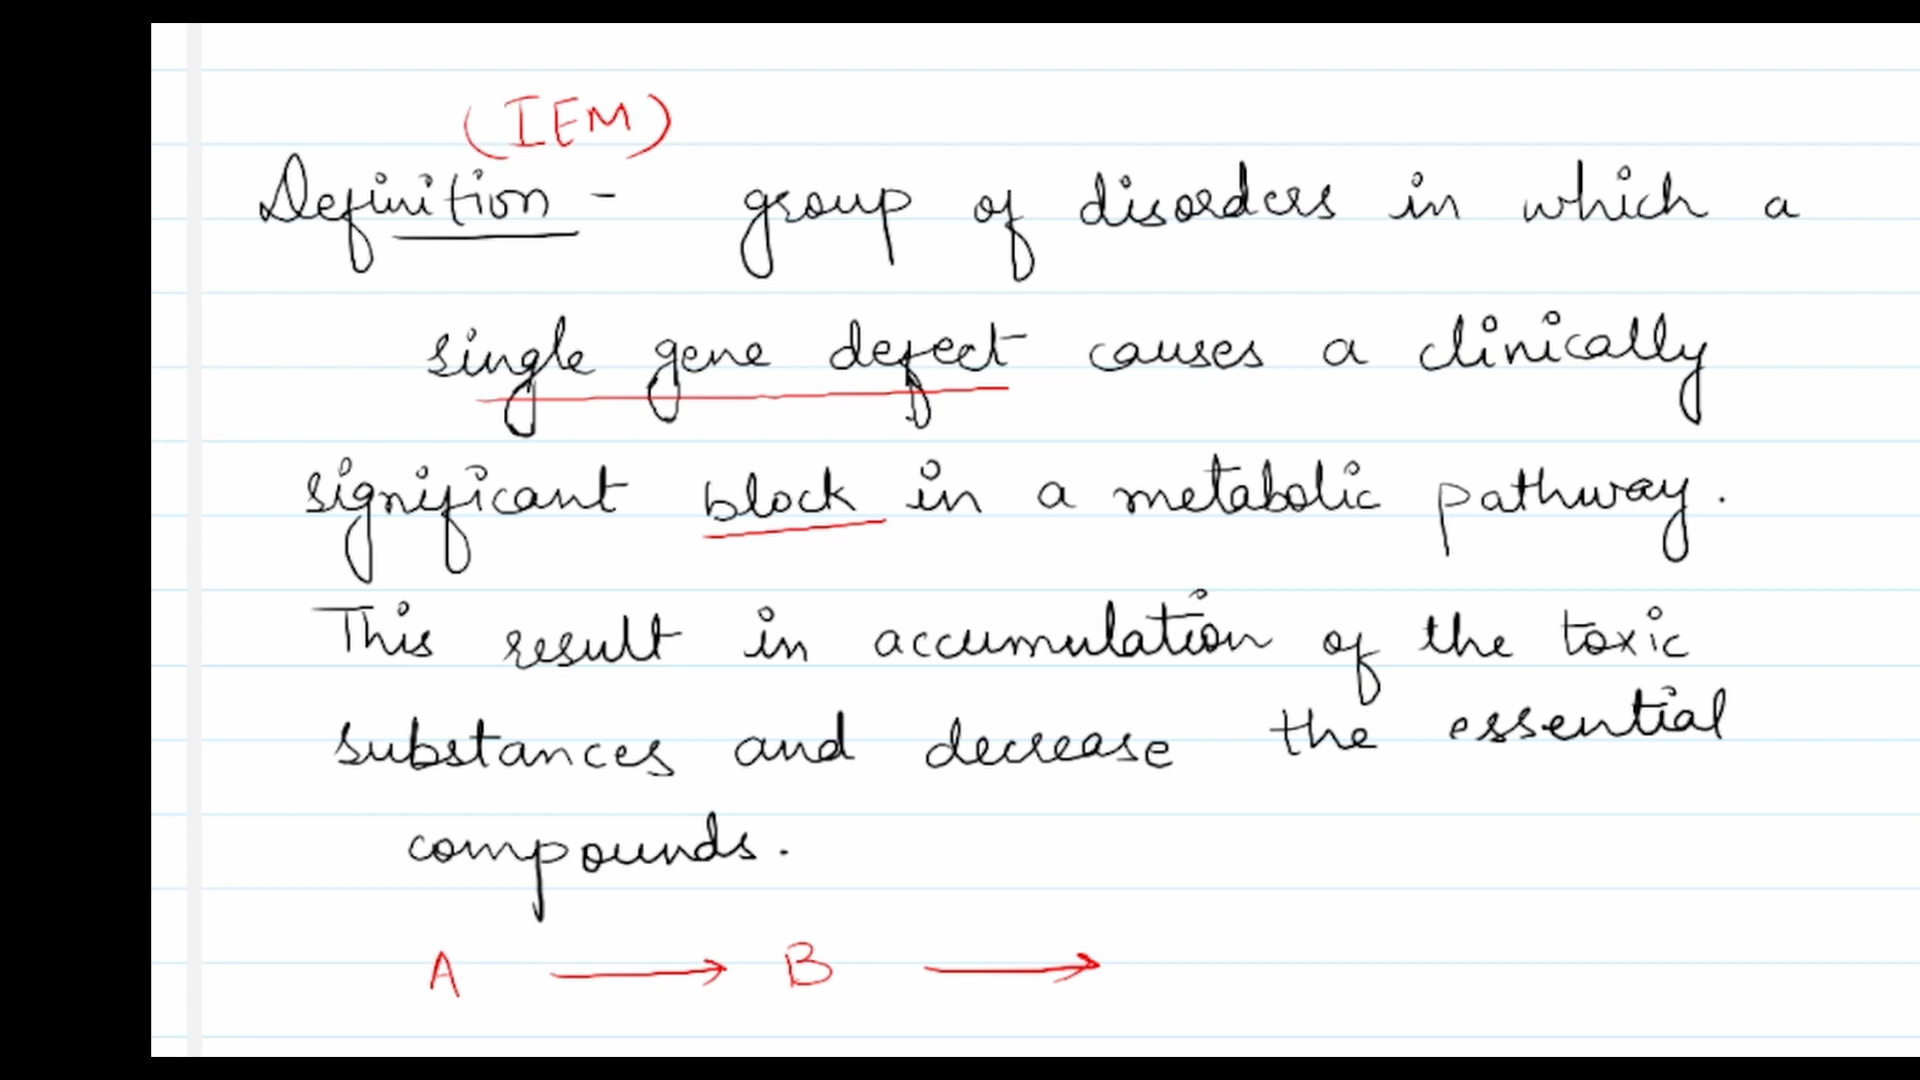 (IEM)
Definition - group of disorders in which a
single gene defect causes a clinically
significant block in a metabolic pathway.
This result in accumulation of the toxic
substances and decrease the essential
compounds.
A → B →